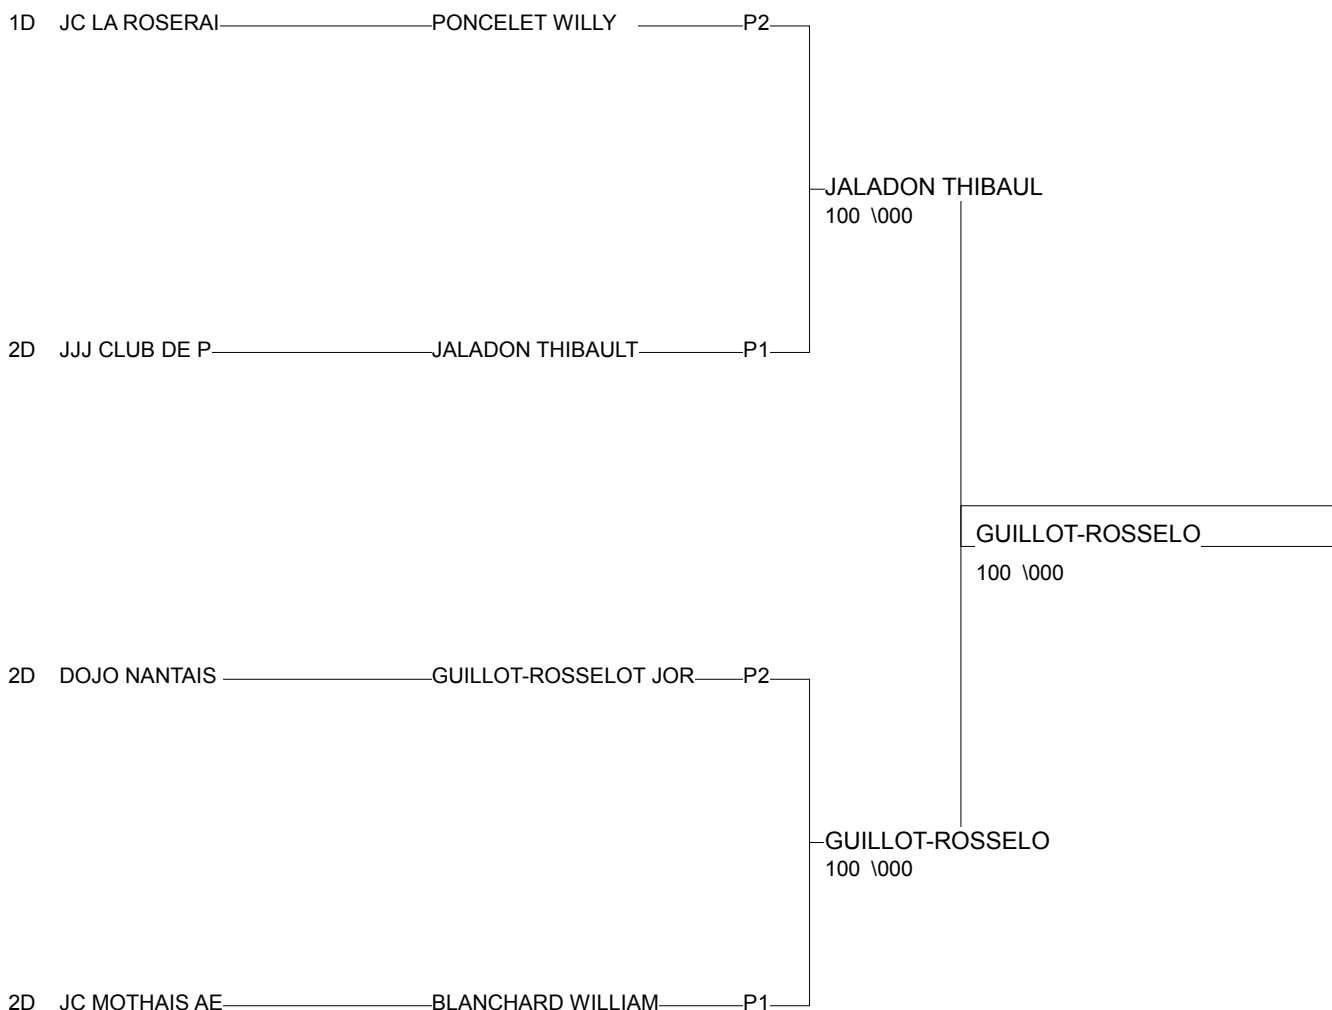 1D JC LA ROSERAI PONCELET WILLY P2
JALADON THIBAUL
100 \000
2D JJJ CLUB DE P JALADON THIBAULT P1
GUILLOT-ROSSELO
100 \000
2D DOJO NANTAIS GUILLOT-ROSSELOT JOR P2
GUILLOT-ROSSELO
100 \000
2D JC MOTHAIS AE BLANCHARD WILLIAM P1